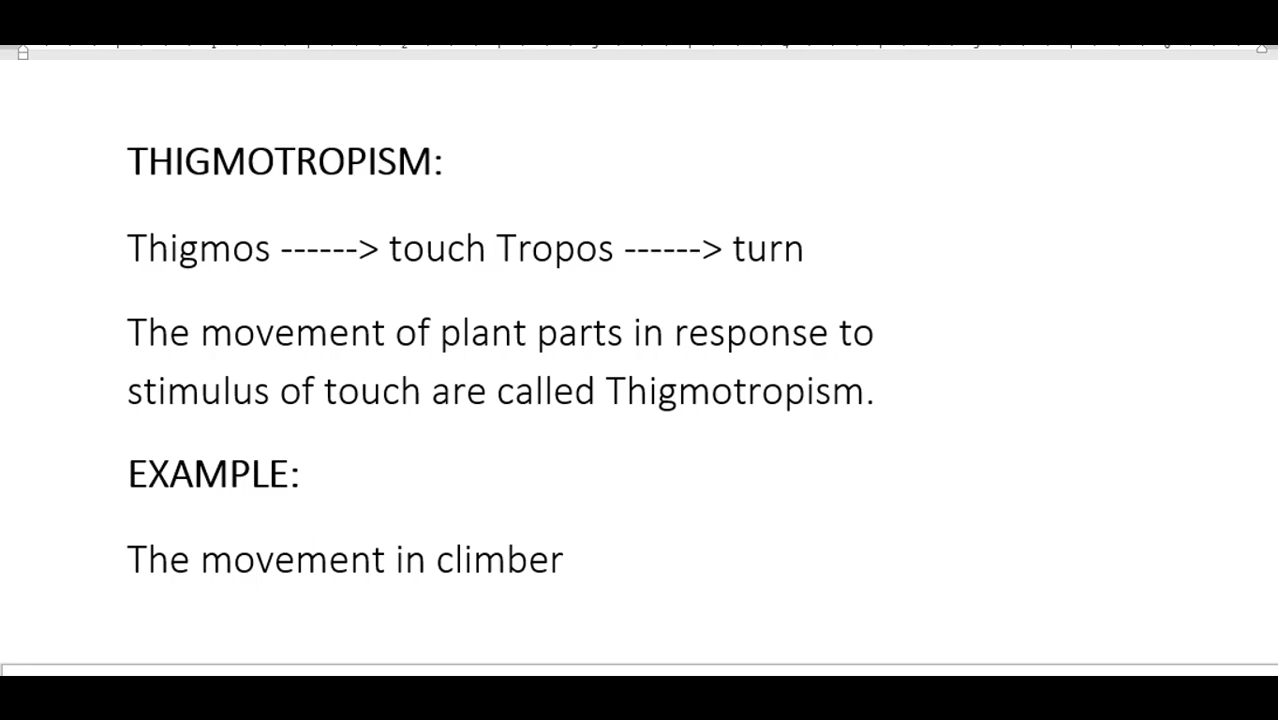 THIGMOTROPISM:
Thigmos ------> touch Tropos ------> turn
The movement of plant parts in response to
stimulus of touch are called Thigmotropism.
EXAMPLE:
The movement in climber